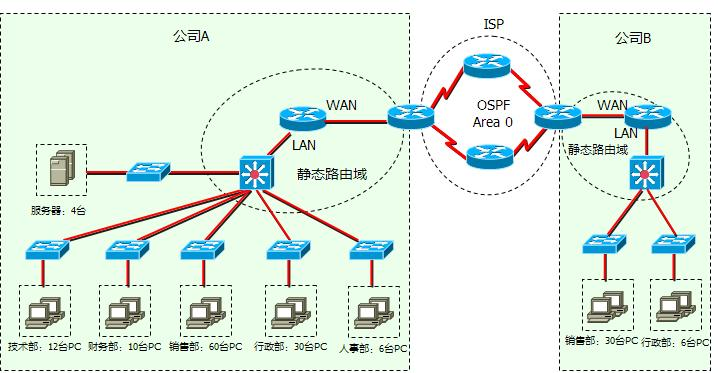 公司A
ISP
公司B
WAN
OSPF
Area 0
WAN
LAN
LAN
静态路由域
静态路由域
服务器：4台
技术部：12台PC
财务部：10台PC
销售部：60台PC
行政部：30台PC
人事部：6台PC
销售部：30台PC
行政部：6台PC